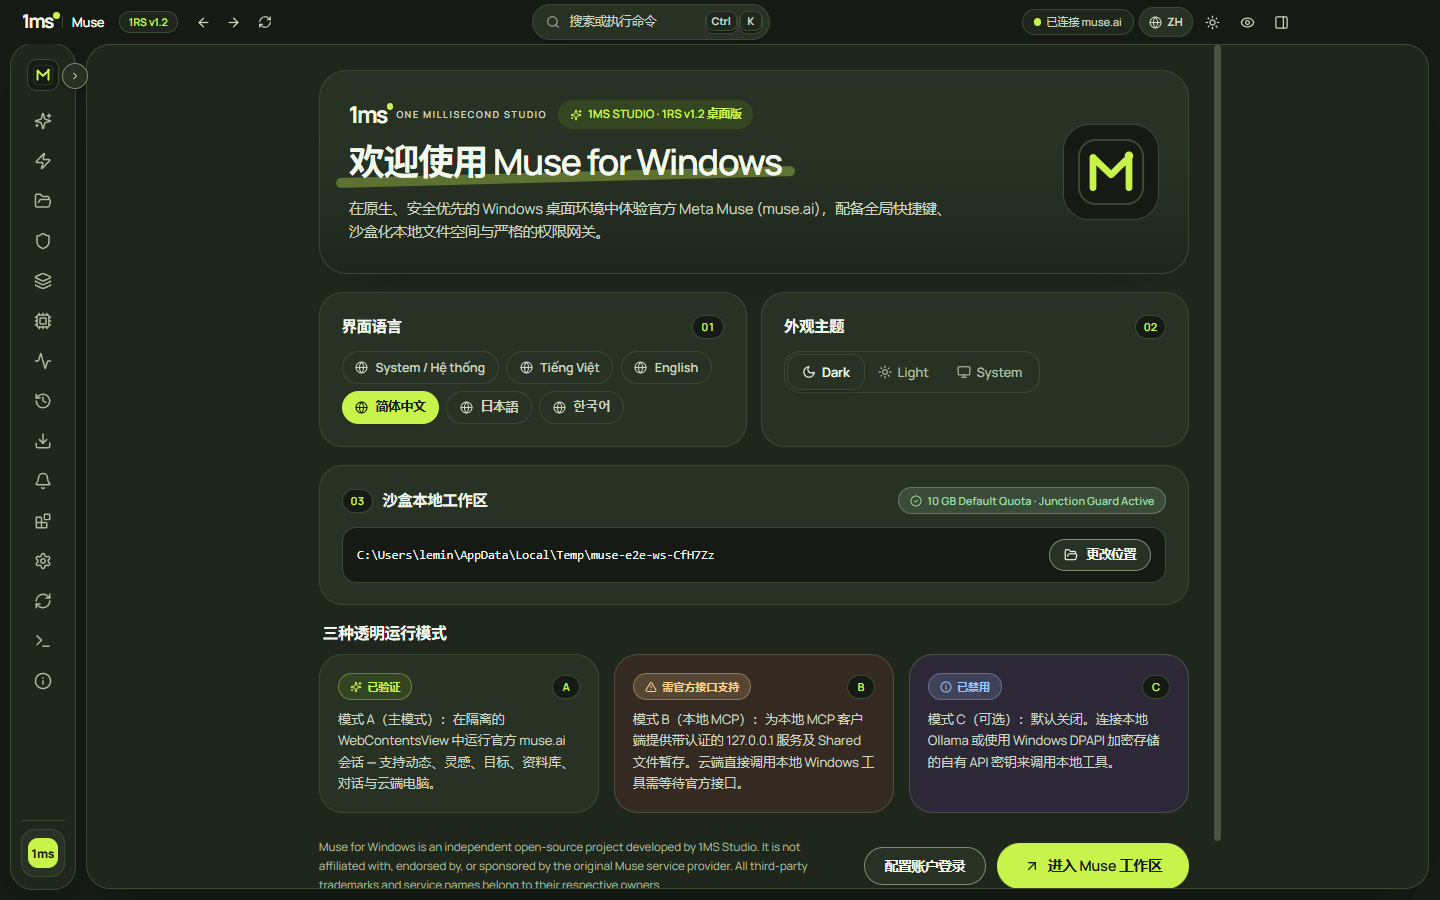 1ms Muse 1RS v1.2 搜索或执行命令 Ctrl K 已连接 muse.ai ZH
1ms ONE MILLISECOND STUDIO 1MS STUDIO · 1RS v1.2 桌面版
欢迎使用 Muse for Windows
在原生、安全优先的 Windows 桌面环境中体验官方 Meta Muse (muse.ai)，配备全局快捷键、
沙盒化本地文件空间与严格的权限网关。
界面语言 01
System / Hệ thống Tiếng Việt English
简体中文 日本語 한국어
外观主题 02
Dark Light System
03 沙盒本地工作区 10 GB Default Quota · Junction Guard Active
C:\Users\lemin\AppData\Local\Temp\muse-e2e-ws-CfH7Zz 更改位置
三种透明运行模式
已验证 A
模式 A（主模式）：在隔离的
WebContentsView 中运行官方 muse.ai
会话 — 支持动态、灵感、目标、资料库、
对话与云端电脑。
需官方接口支持 B
模式 B（本地 MCP）：为本地 MCP 客户
端提供带认证的 127.0.0.1 服务及 Shared
文件暂存。云端直接调用本地 Windows 工
具需等待官方接口。
已禁用 C
模式 C（可选）：默认关闭。连接本地
Ollama 或使用 Windows DPAPI 加密存储
的自有 API 密钥来调用本地工具。
Muse for Windows is an independent open-source project developed by 1MS Studio. It is not
affiliated with, endorsed by, or sponsored by the original Muse service provider. All third-party
trademarks and service names belong to their respective owners.
配置账户登录 进入 Muse 工作区
1ms